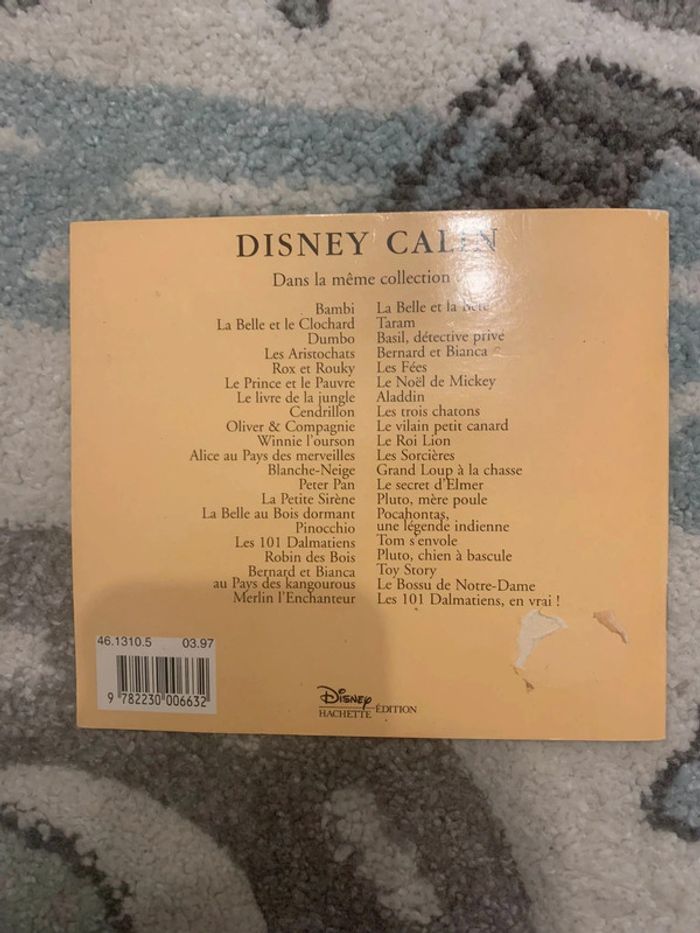 DISNEY CALIN
Dans la même collection
Bambi
La Belle et le Clochard
Dumbo
Les Aristochats
Rox et Rouky
Le Prince et le Pauvre
Le livre de la jungle
Cendrillon
Oliver & Compagnie
Winnie l'ourson
Alice au Pays des merveilles
Blanche-Neige
Peter Pan
La Petite Sirène
La Belle au Bois dormant
Pinocchio
Les 101 Dalmatiens
Robin des Bois
Bernard et Bianca
au Pays des kangourous
Merlin l'Enchanteur
La Belle et la Bête
Taram
Basil, détective privé
Bernard et Bianca
Les Fées
Le Noël de Mickey
Aladdin
Les trois chatons
Le vilain petit canard
Le Roi Lion
Les Sorcières
Grand Loup à la chasse
Le secret d'Elmer
Pluto, mère poule
Pocahontas,
une légende indienne
Tom s'envole
Pluto, chien à bascule
Toy Story
Le Bossu de Notre-Dame
Les 101 Dalmatiens, en vrai !
46.1310.5 03.97
9 782230 006632
Disney
HACHETTE ÉDITION